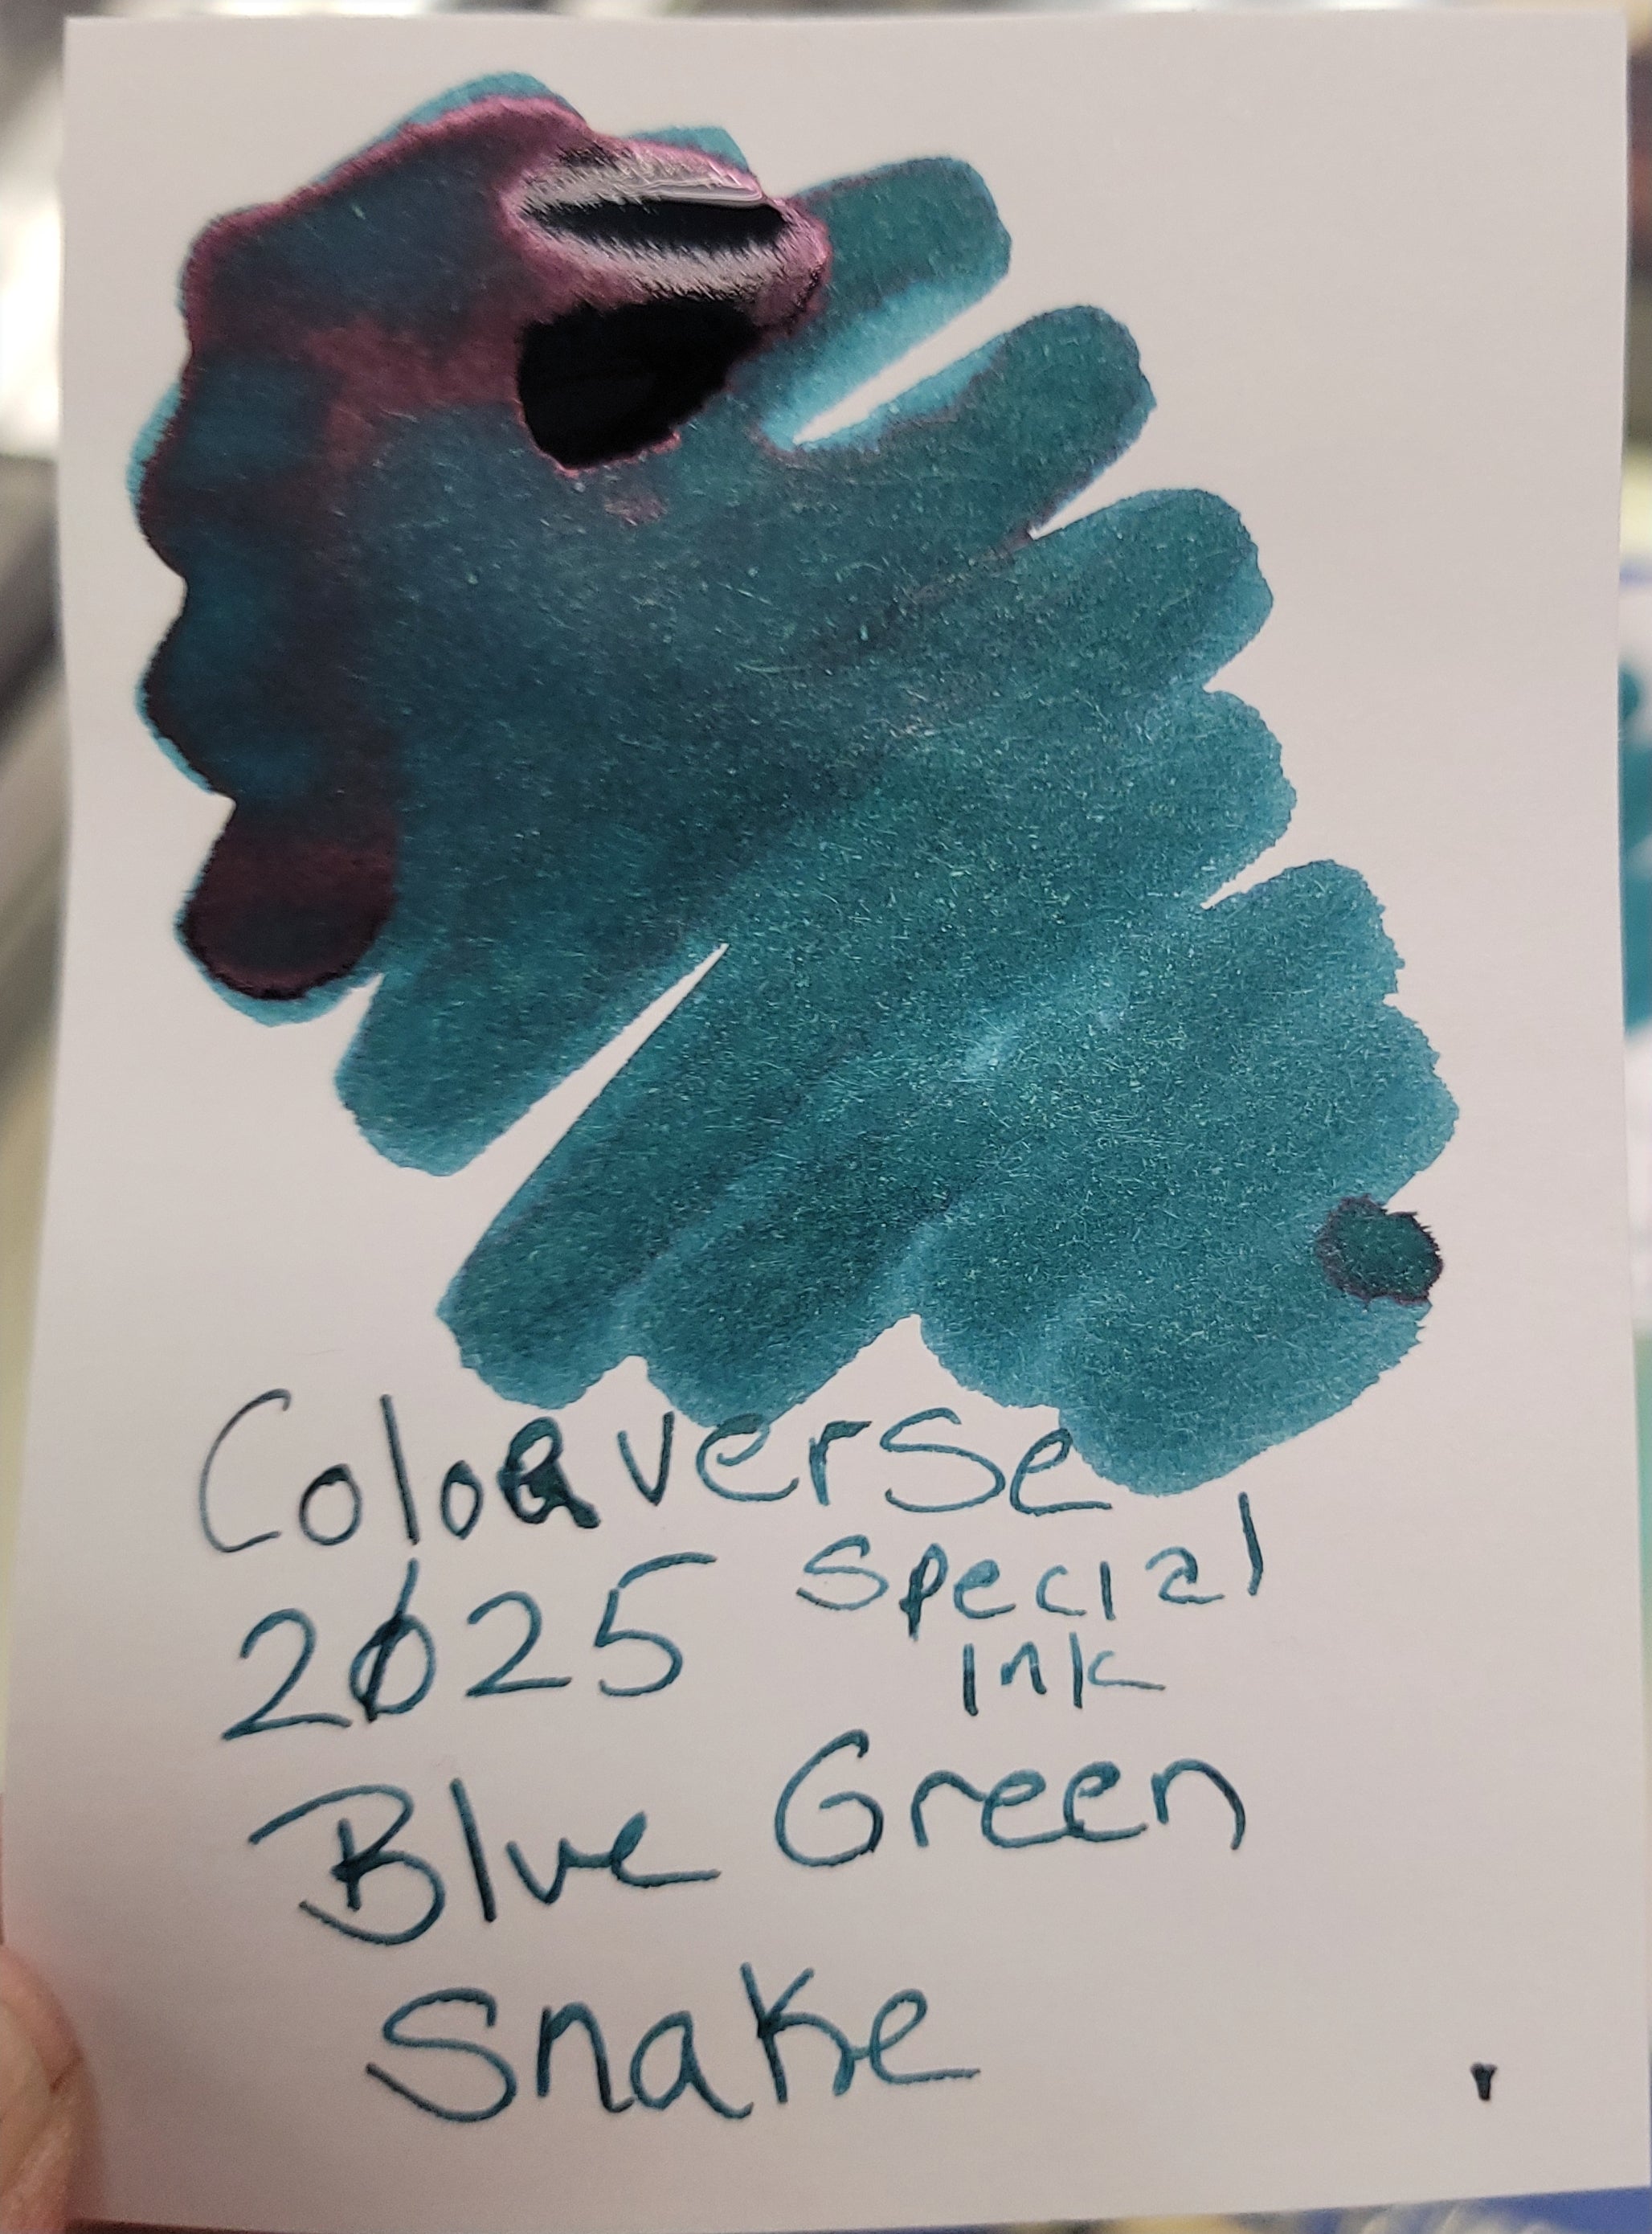 Colorverse
2025 Special
Ink
Blue Green
Snake